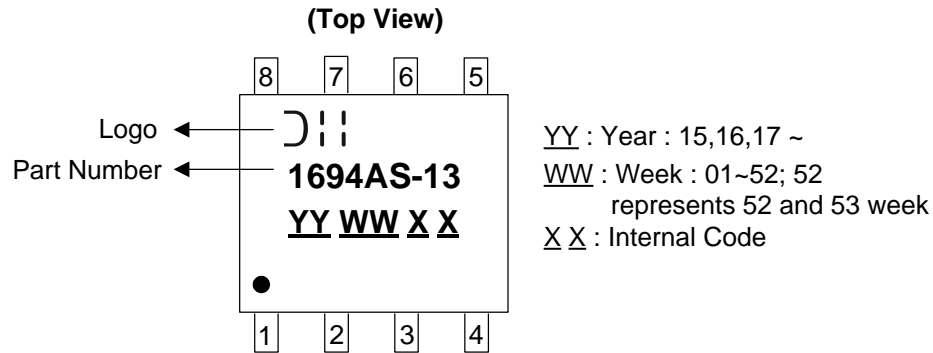 (Top View)
8 7 6 5
Logo
Part Number
1694AS-13
YY WW X X
1 2 3 4
YY : Year : 15,16,17 ~
WW : Week : 01~52; 52
represents 52 and 53 week
X X : Internal Code